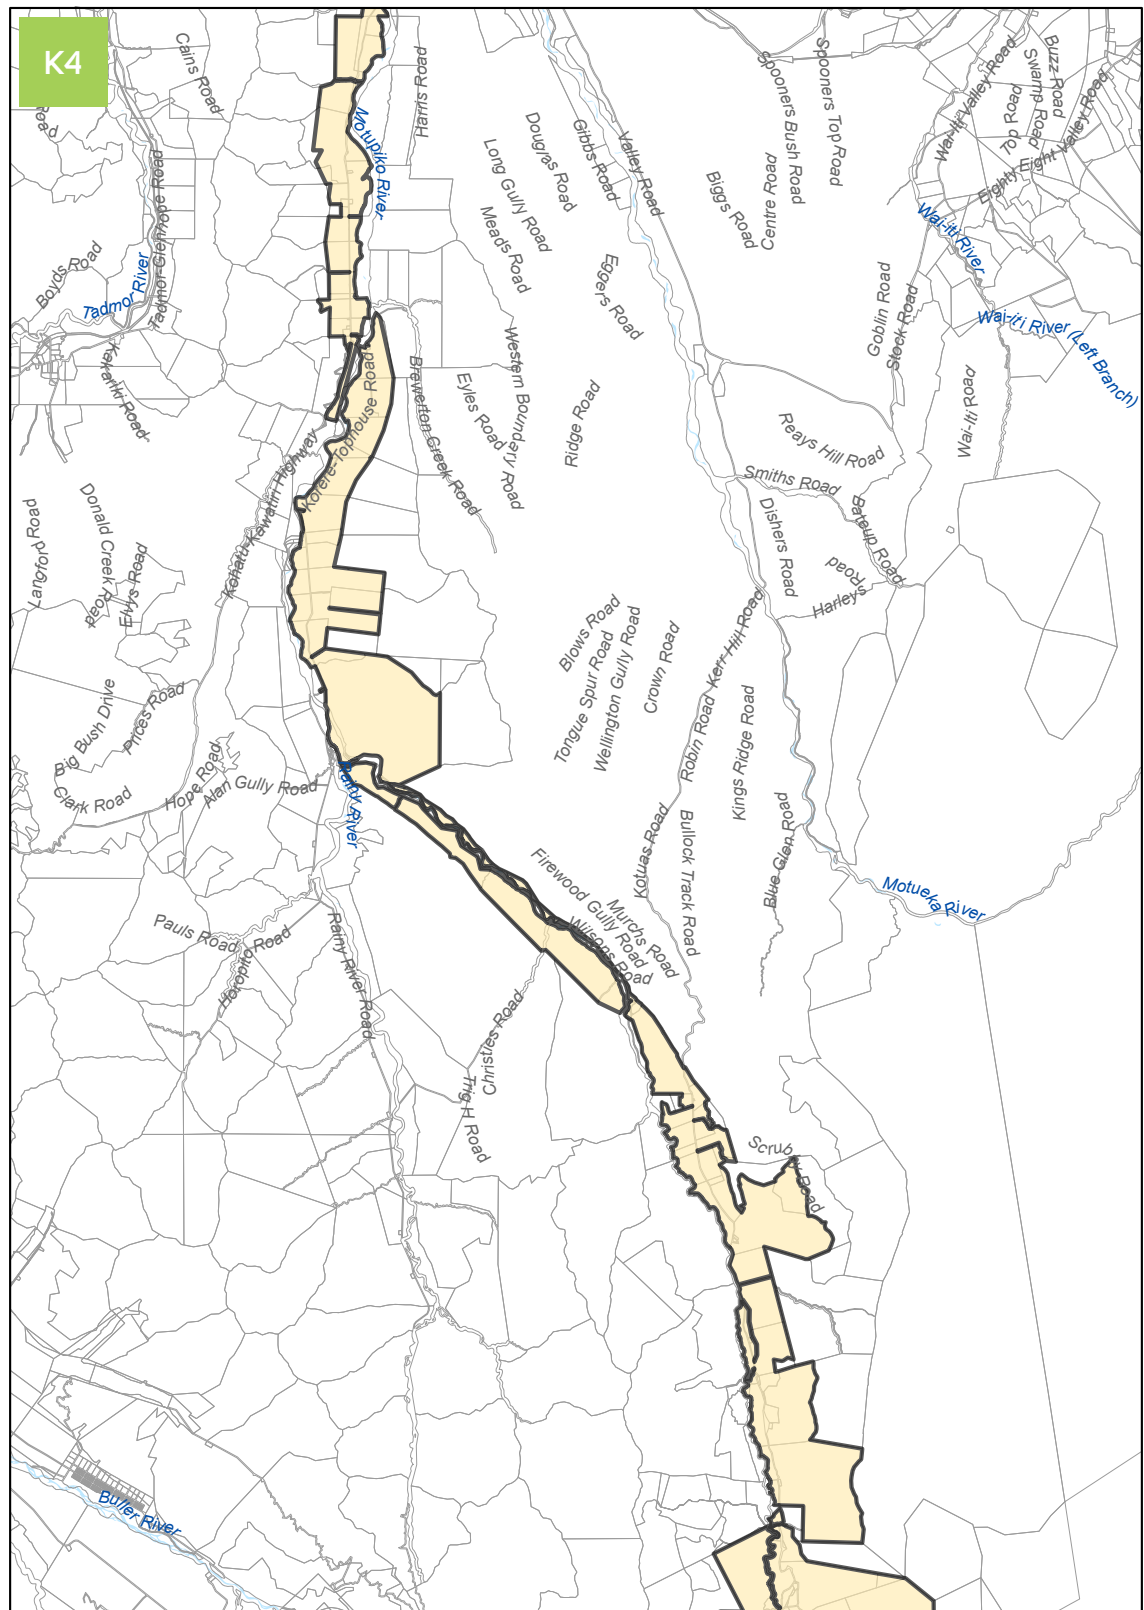 K4
Cains Road
Road
Harris Road
Motupiko River
Tadmor-Glenhope Road
Boyds Road
Tadmor River
Kariki Road
Long Gully Road
Dougras Road
Gibbs Road
Valley Road
Meads Road
Eggers Road
Spooners Bush Road
Spooners Top Road
Biggs Road
Centre Road
Wai-iti Valley Road
Top Road
Swamp Road
Buzz Road
Eighty Eight Valley Road
Wai-iti River
Wai-iti River (Left Branch)
Goblin Road
Stock Road
Wai-Iti Road
Western Boundary Road
Eyles Road
Brewerton Creek Road
Ridge Road
Korere-Tophouse Road
Kohatu-Kawatiri Highway
Reays Hill Road
Smiths Road
Bateup Road
Dishers Road
Harleys Road
Langford Road
Donald Creek Road
Elvys Road
Blows Road
Tongue Spur Road
Wellington Gully Road
Crown Road
Kerr Hill Road
Robin Road
Kings Ridge Road
Big Bush Drive
Prices Road
Clark Road
Hope Road
Alan Gully Road
Rainy River
Kotuas Road
Bullock Track Road
Blue Glen Road
Motueka River
Firewood Gully Road
Murchs Road
Wilsons Road
Pauls Road
Horopito Road
Rainy River Road
Christies Road
Trig H Road
Scrubby Road
Buller River